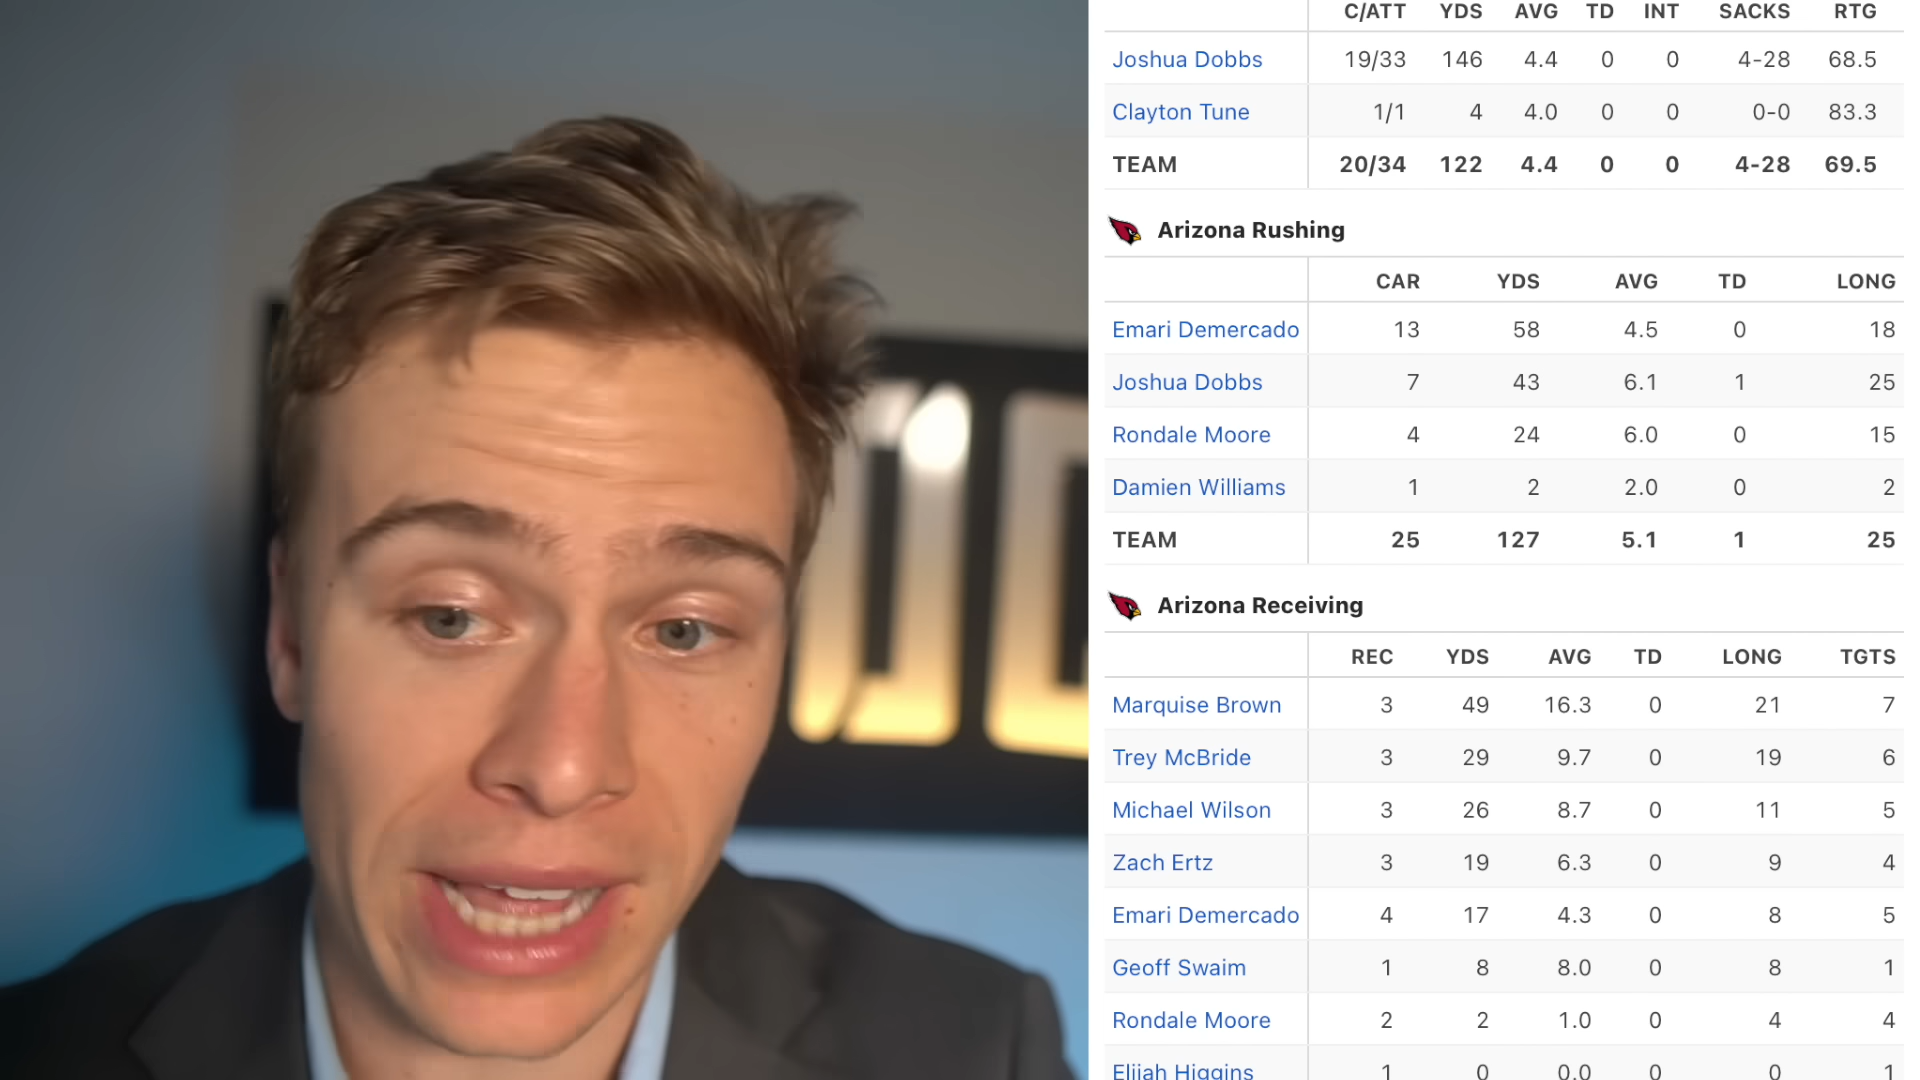 C/ATT YDS AVG TD INT SACKS RTG
Joshua Dobbs 19/33 146 4.4 0 0 4-28 68.5
Clayton Tune 1/1 4 4.0 0 0 0-0 83.3
TEAM 20/34 122 4.4 0 0 4-28 69.5
Arizona Rushing
CAR YDS AVG TD LONG
Emari Demercado 13 58 4.5 0 18
Joshua Dobbs 7 43 6.1 1 25
Rondale Moore 4 24 6.0 0 15
Damien Williams 1 2 2.0 0 2
TEAM 25 127 5.1 1 25
Arizona Receiving
REC YDS AVG TD LONG TGTS
Marquise Brown 3 49 16.3 0 21 7
Trey McBride 3 29 9.7 0 19 6
Michael Wilson 3 26 8.7 0 11 5
Zach Ertz 3 19 6.3 0 9 4
Emari Demercado 4 17 4.3 0 8 5
Geoff Swaim 1 8 8.0 0 8 1
Rondale Moore 2 2 1.0 0 4 4
Elijah Higgins 1 0 0.0 0 0 1